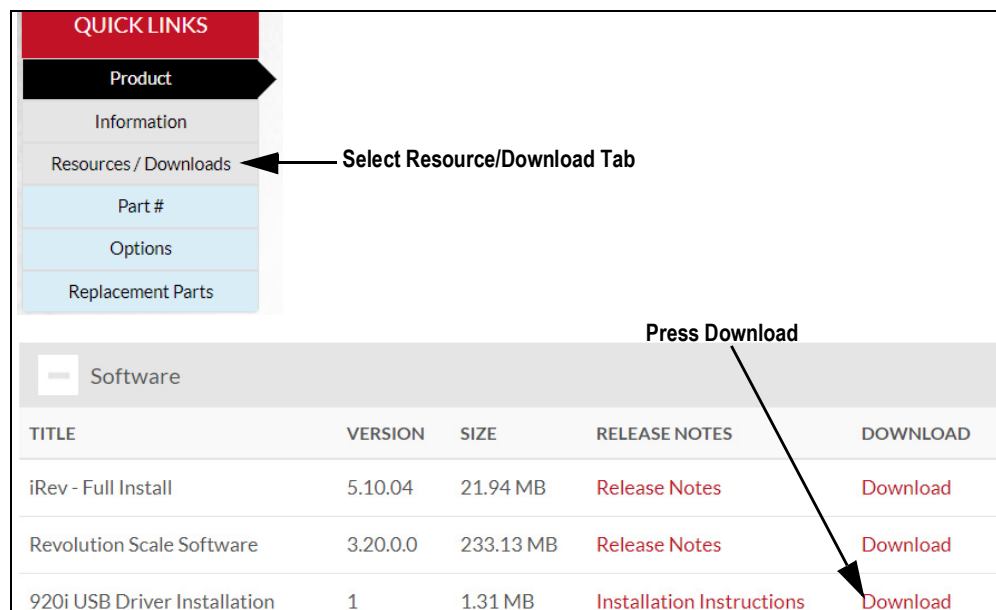 QUICK LINKS
Product
Information
Resources / Downloads
Select Resource/Download Tab
Part #
Options
Replacement Parts
Press Download
Software
TITLE VERSION SIZE RELEASE NOTES DOWNLOAD
iRev - Full Install 5.10.04 21.94 MB Release Notes Download
Revolution Scale Software 3.20.0.0 233.13 MB Release Notes Download
920i USB Driver Installation 1 1.31 MB Installation Instructions Download